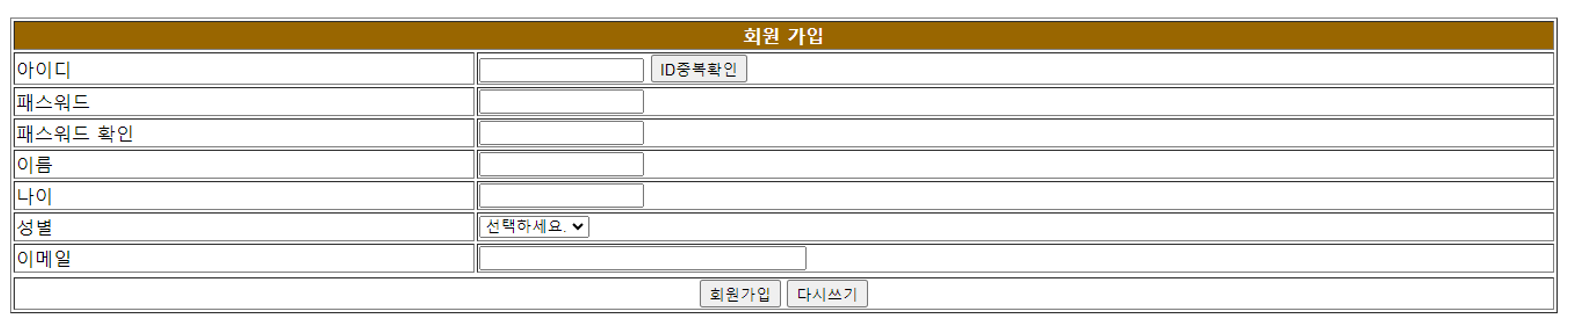 회원 가입
아이디 ID중복확인
패스워드
패스워드 확인
이름
나이
성별 선택하세요.
이메일
회원가입 다시쓰기